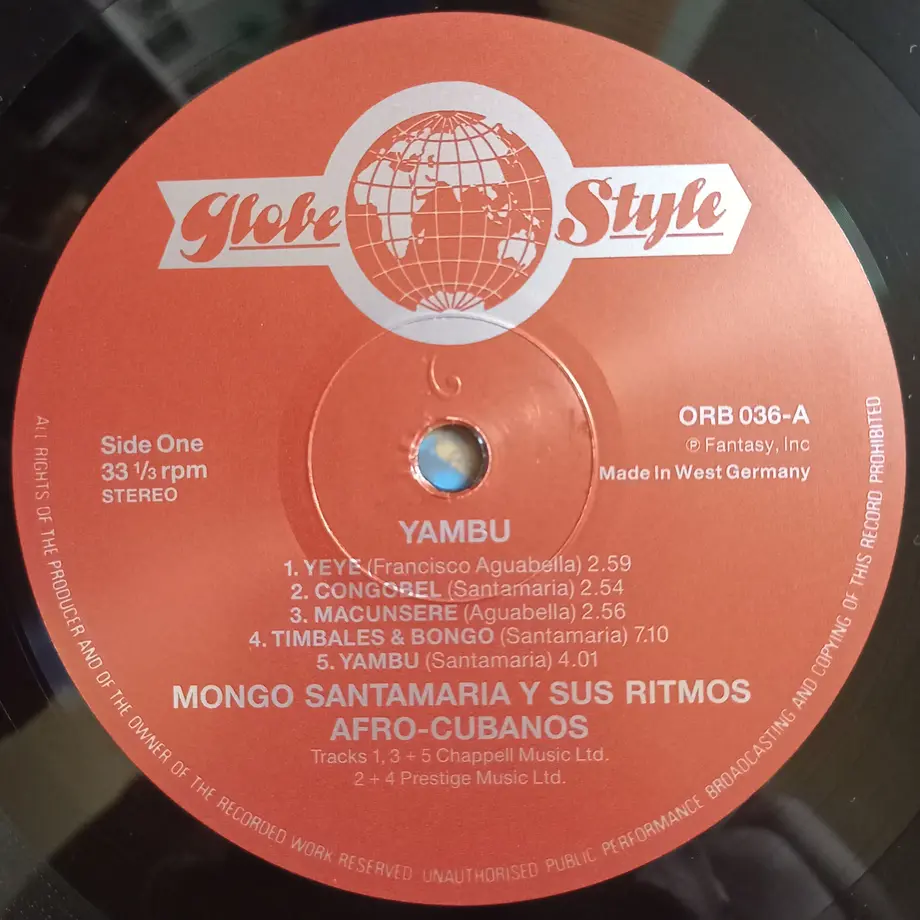 Globe Style
Side One
33 1/3 rpm
STEREO
ORB 036-A
Ⓟ Fantasy, Inc
Made In West Germany
YAMBU
1. YEYE (Francisco Aguabella) 2.59
2. CONGOBEL (Santamaria) 2.54
3. MACUNSERE (Aguabella) 2.56
4. TIMBALES & BONGO (Santamaria) 7.10
5. YAMBU (Santamaria) 4.01
MONGO SANTAMARIA Y SUS RITMOS
AFRO-CUBANOS
Tracks 1, 3 + 5 Chappell Music Ltd.
2 + 4 Prestige Music Ltd.
ALL RIGHTS OF THE PRODUCER AND OF THE OWNER OF THE RECORDED WORK RESERVED UNAUTHORISED PUBLIC PERFORMANCE BROADCASTING AND COPYING OF THIS RECORD PROHIBITED